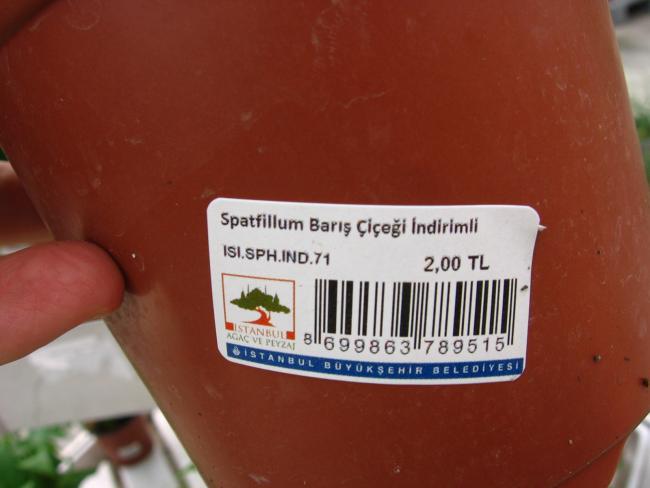 Spatfillum Barış Çiçeği İndirimli
ISI.SPH.IND.71
2,00 TL
İSTANBUL
AĞAÇ VE PEYZAJ
8 699863 789515
İSTANBUL BÜYÜKŞEHİR BELEDİYESİ